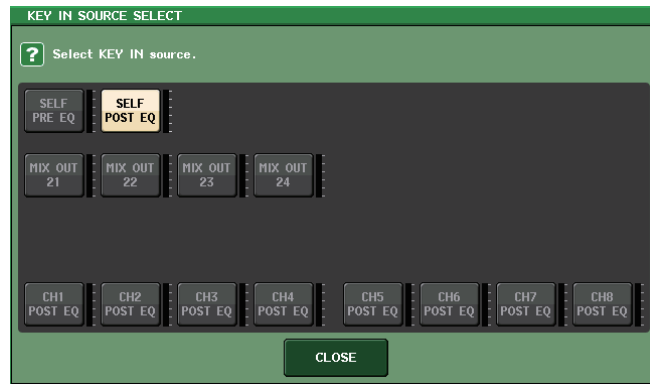 KEY IN SOURCE SELECT
? Select KEY IN source.
SELF PRE EQ
SELF POST EQ
MIX OUT 21
MIX OUT 22
MIX OUT 23
MIX OUT 24
CH1 POST EQ
CH2 POST EQ
CH3 POST EQ
CH4 POST EQ
CH5 POST EQ
CH6 POST EQ
CH7 POST EQ
CH8 POST EQ
CLOSE